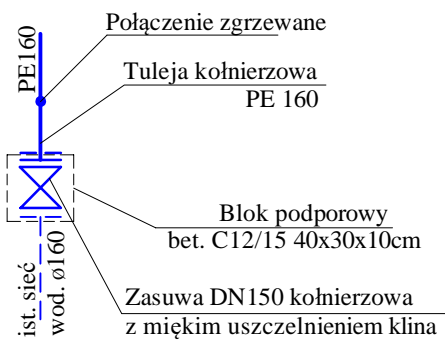 Połączenie zgrzewane
PE160
Tuleja kołnierzowa
PE 160
Blok podporowy
bet. C12/15 40x30x10cm
ist. sieć
wod. ø160
Zasuwa DN150 kołnierzowa
z miękim uszczelnieniem klina